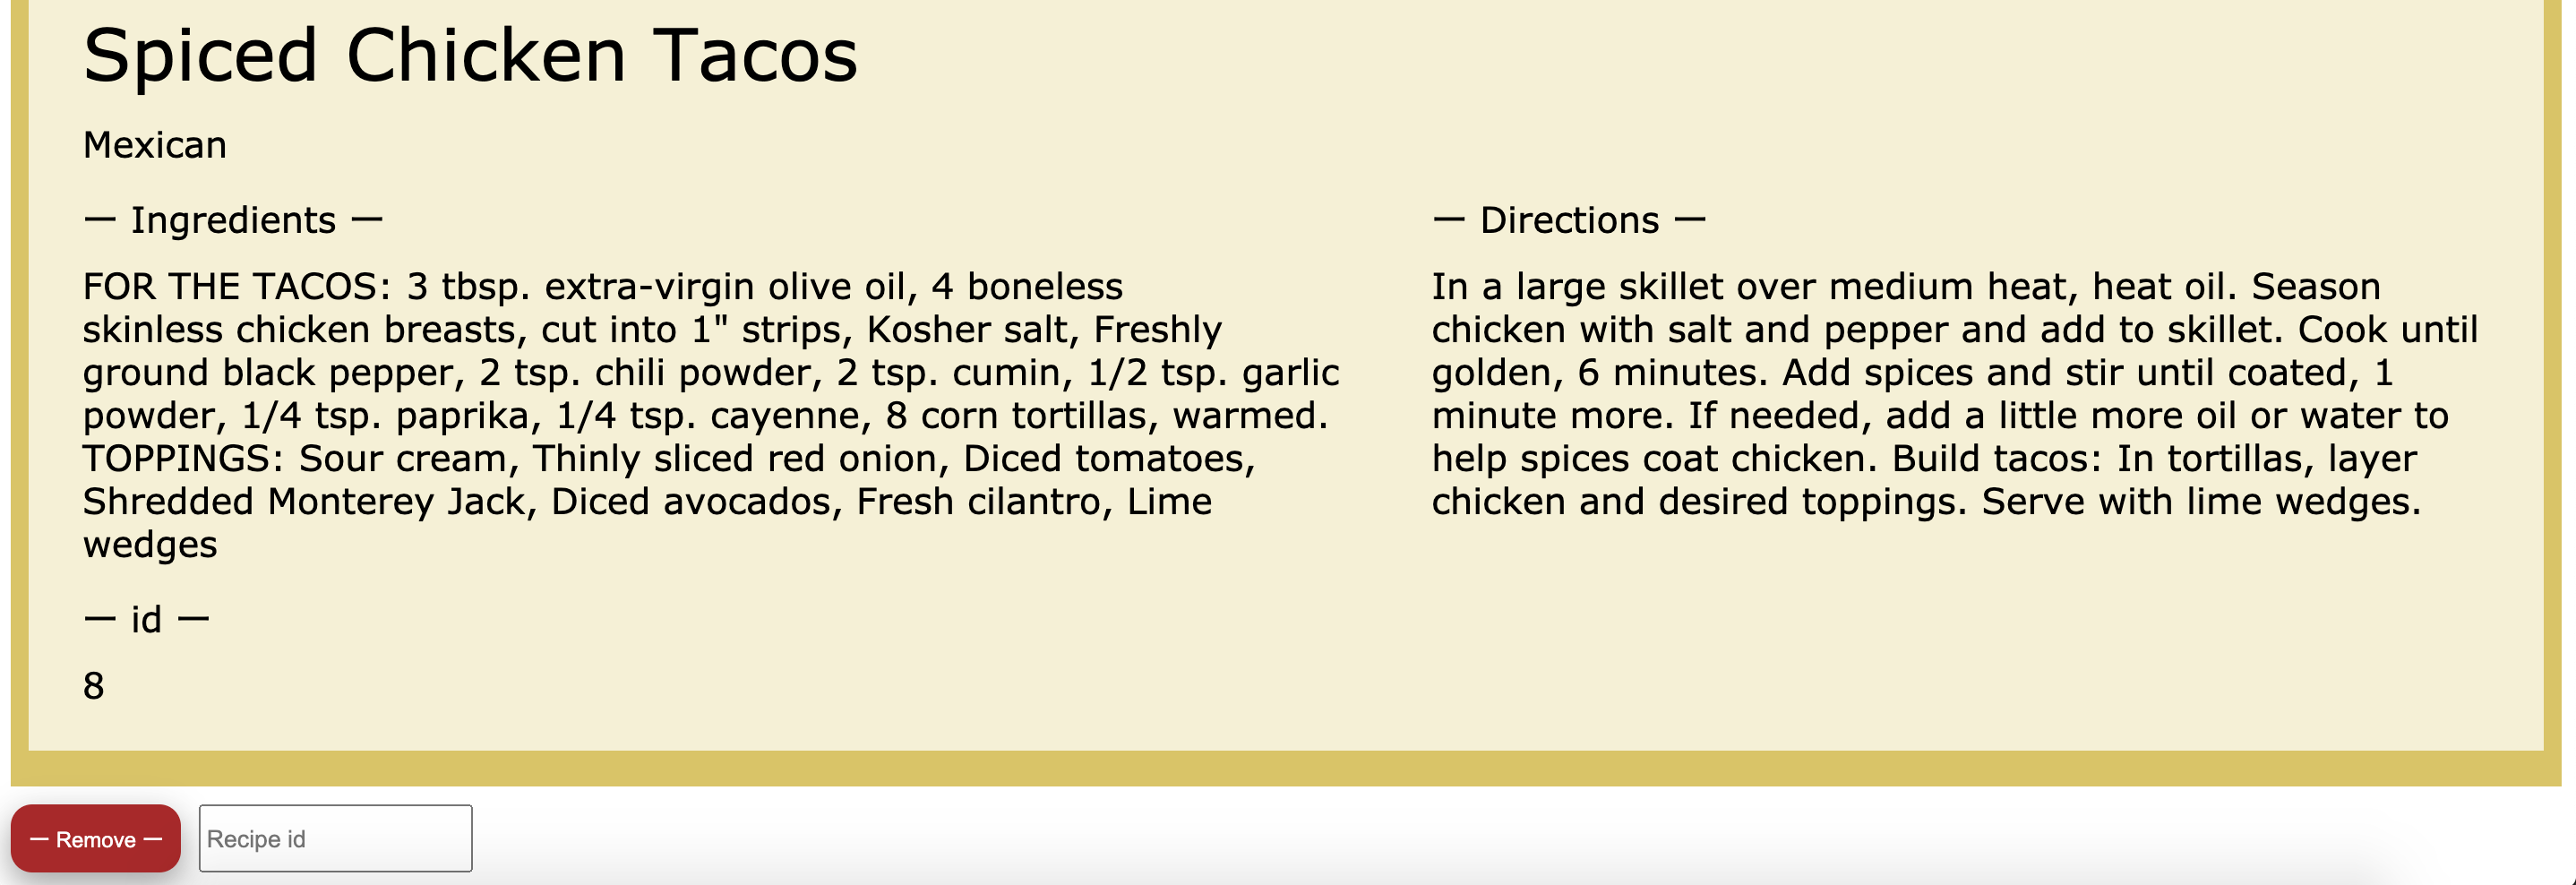 Spiced Chicken Tacos
Mexican
— Ingredients —
FOR THE TACOS: 3 tbsp. extra-virgin olive oil, 4 boneless
skinless chicken breasts, cut into 1" strips, Kosher salt, Freshly
ground black pepper, 2 tsp. chili powder, 2 tsp. cumin, 1/2 tsp. garlic
powder, 1/4 tsp. paprika, 1/4 tsp. cayenne, 8 corn tortillas, warmed.
TOPPINGS: Sour cream, Thinly sliced red onion, Diced tomatoes,
Shredded Monterey Jack, Diced avocados, Fresh cilantro, Lime
wedges
— Directions —
In a large skillet over medium heat, heat oil. Season
chicken with salt and pepper and add to skillet. Cook until
golden, 6 minutes. Add spices and stir until coated, 1
minute more. If needed, add a little more oil or water to
help spices coat chicken. Build tacos: In tortillas, layer
chicken and desired toppings. Serve with lime wedges.
— id —
8
— Remove —
Recipe id